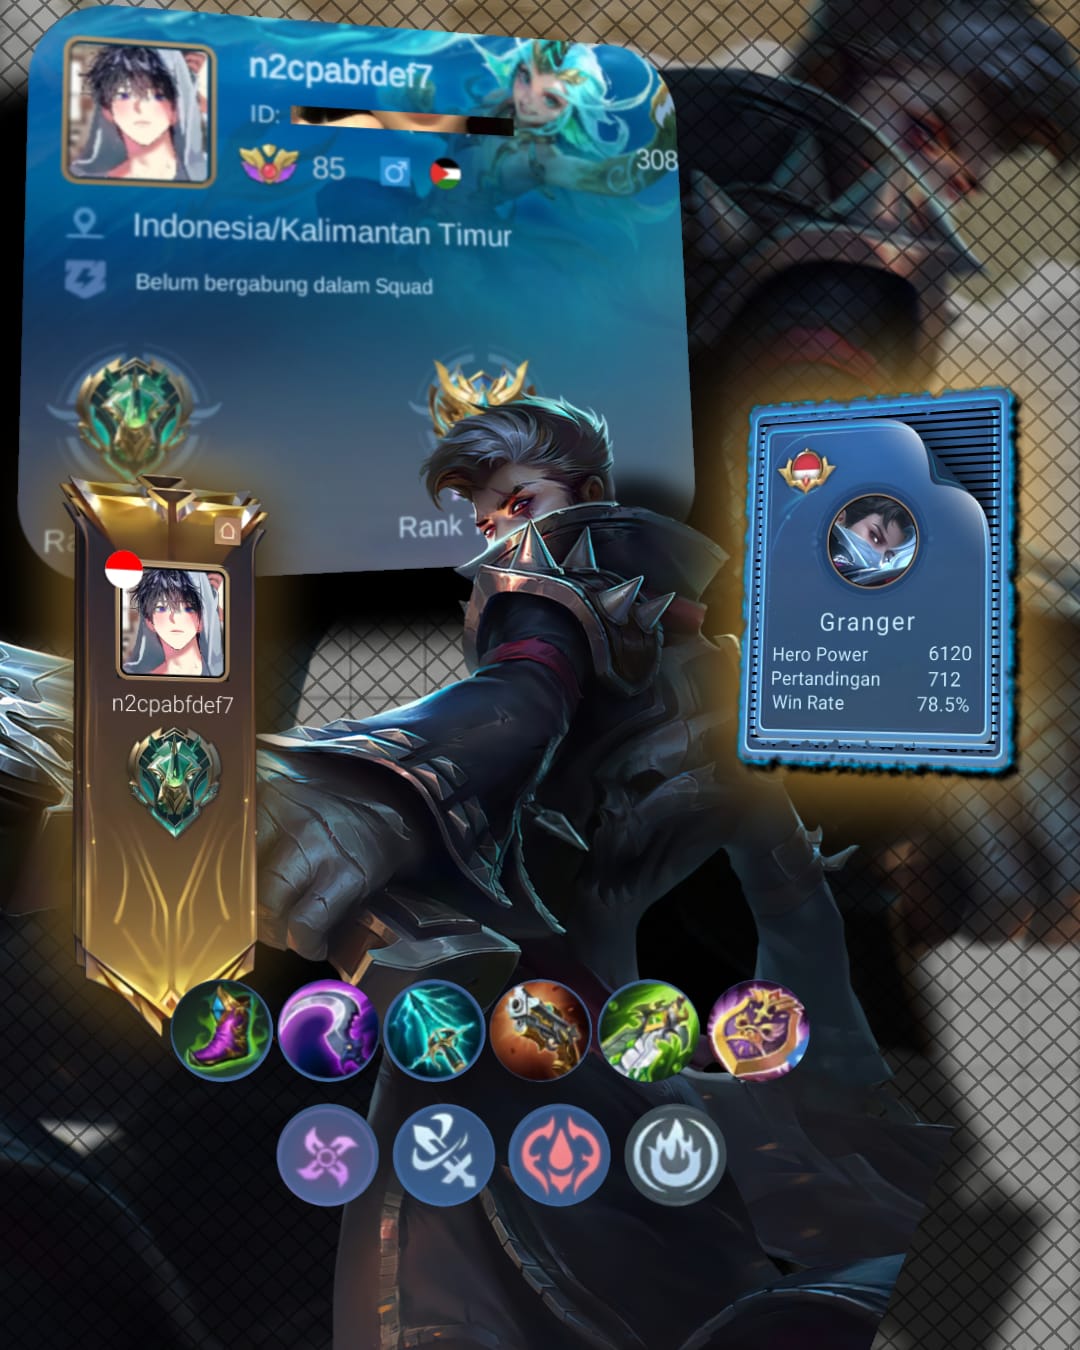 n2cpabfdef7
ID:
85
308
Indonesia/Kalimantan Timur
Belum bergabung dalam Squad
Rank
n2cpabfdef7
Granger
Hero Power 6120
Pertandingan 712
Win Rate 78.5%